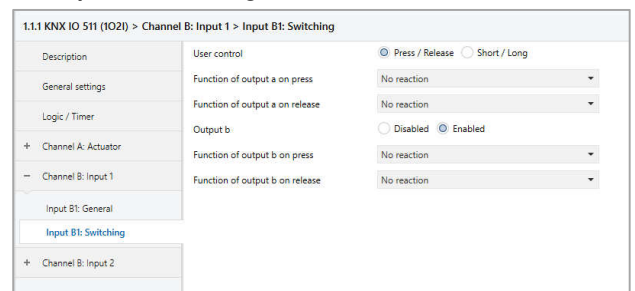 1.1.1 KNX IO 511 (1O2I) > Channel B: Input 1 > Input B1: Switching
Description
General settings
Logic / Timer
+ Channel A: Actuator
− Channel B: Input 1
Input B1: General
Input B1: Switching
+ Channel B: Input 2
User control Press / Release Short / Long
Function of output a on press No reaction
Function of output a on release No reaction
Output b Disabled Enabled
Function of output b on press No reaction
Function of output b on release No reaction